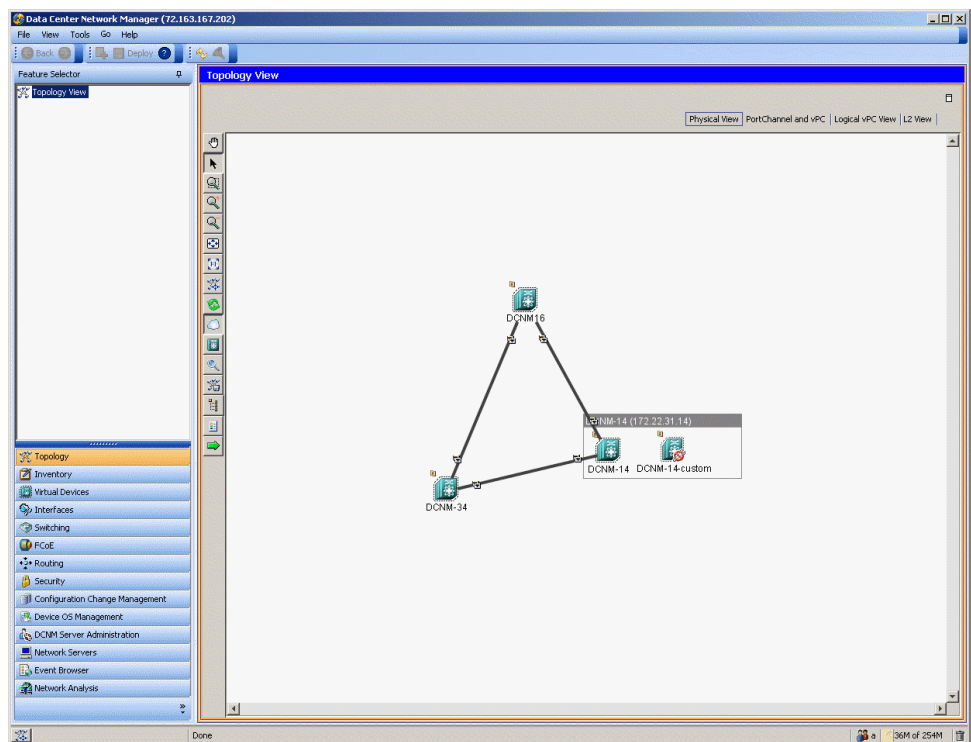 Data Center Network Manager (72.163.167.202)
File View Tools Go Help
Back Deploy
Feature Selector
Topology View
Topology View
Physical View PortChannel and vPC Logical vPC View L2 View
DCNM16
DCNM-14 (172.22.31.14)
DCNM-14 DCNM-14-custom
DCNM-34
Topology
Inventory
Virtual Devices
Interfaces
Switching
FCoE
Routing
Security
Configuration Change Management
Device OS Management
DCNM Server Administration
Network Servers
Event Browser
Network Analysis
Done
a
36M of 254M